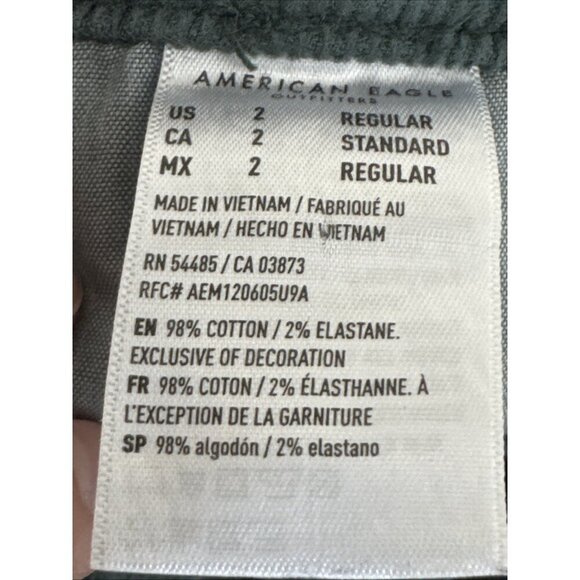 AMERICAN EAGLE
OUTFITTERS
US 2 REGULAR
CA 2 STANDARD
MX 2 REGULAR
MADE IN VIETNAM / FABRIQUÉ AU
VIETNAM / HECHO EN VIETNAM
RN 54485 / CA 03873
RFC# AEM120605U9A
EN 98% COTTON / 2% ELASTANE.
EXCLUSIVE OF DECORATION
FR 98% COTON / 2% ÉLASTHANNE. À
L'EXCEPTION DE LA GARNITURE
SP 98% algodón / 2% elastano